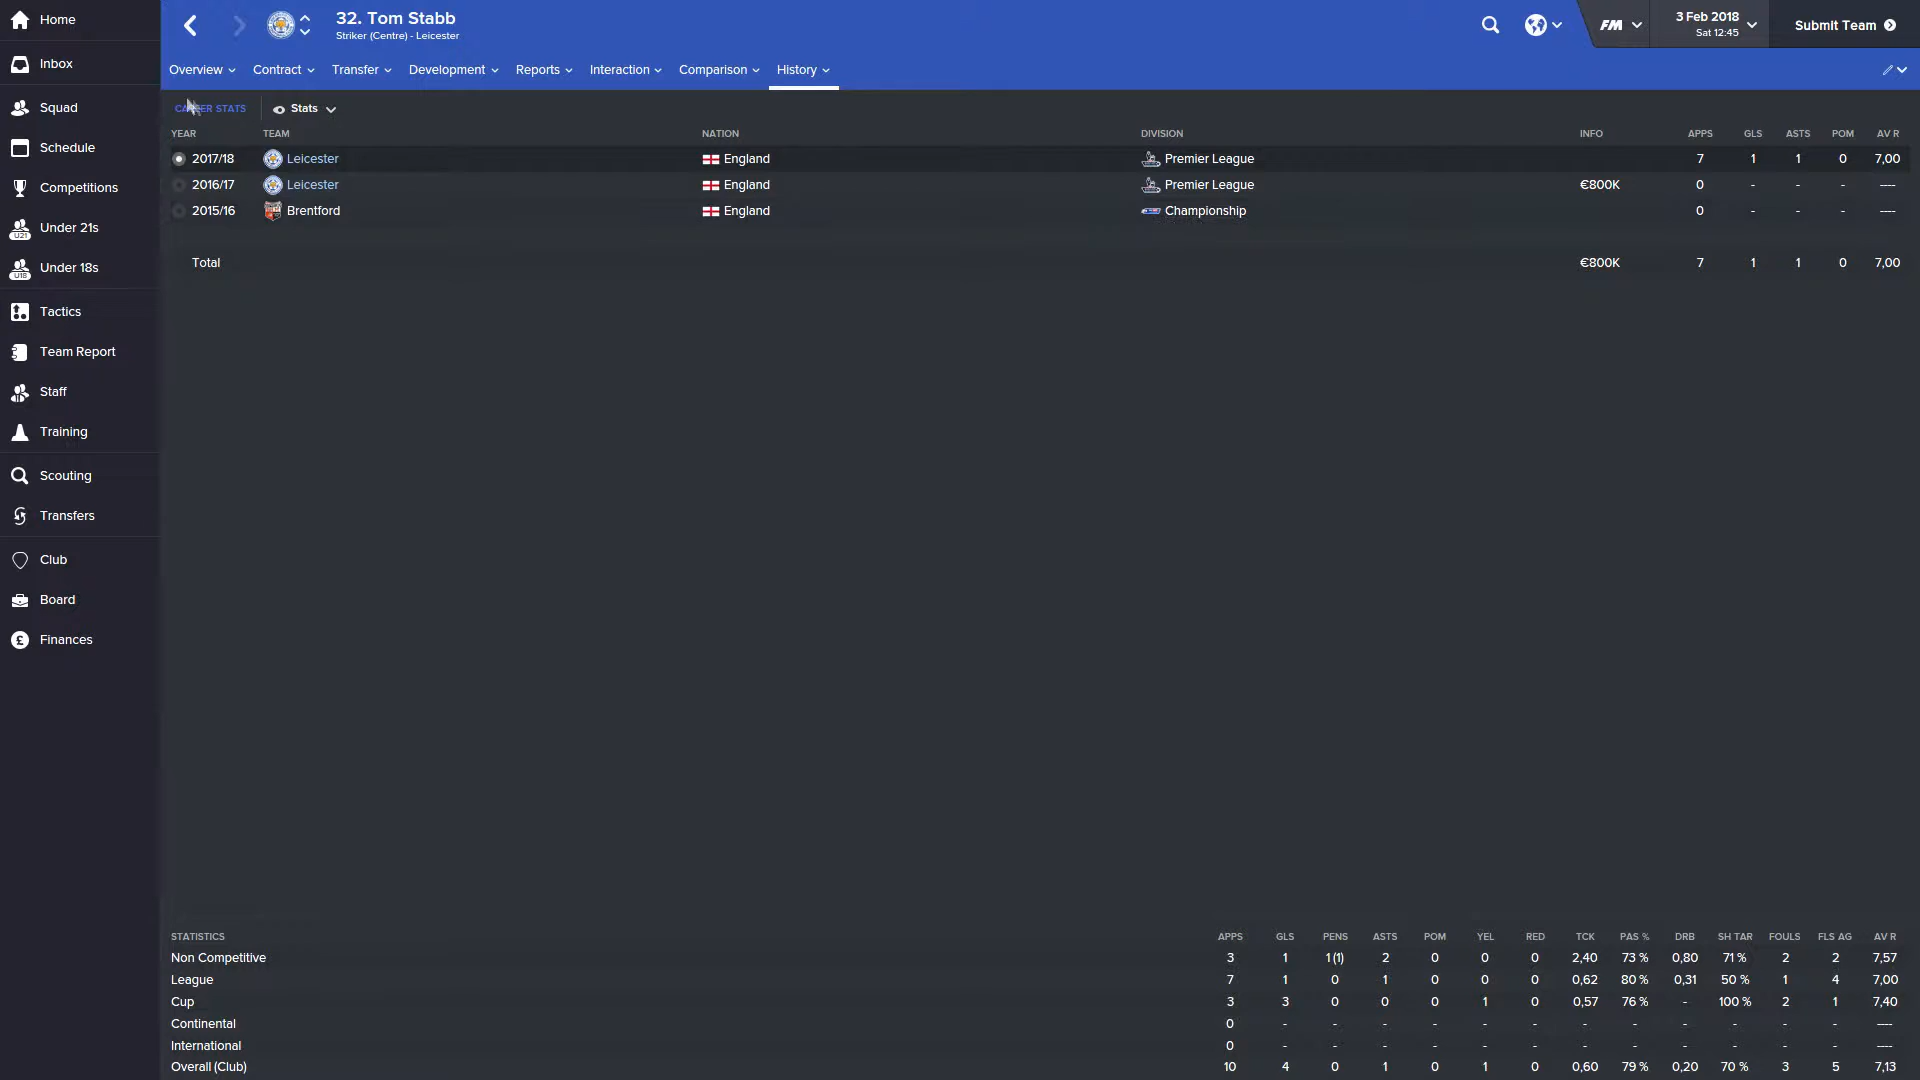 Home
Inbox
Squad
Schedule
Competitions
Under 21s
Under 18s
Tactics
Team Report
Staff
Training
Scouting
Transfers
Club
Board
Finances
32. Tom Stabb
Striker (Centre) - Leicester
FM
3 Feb 2018
Sat 12:45
Submit Team
Overview Contract Transfer Development Reports Interaction Comparison History
CAREER STATS Stats
YEAR TEAM NATION DIVISION INFO APPS GLS ASTS POM AV R
2017/18 Leicester England Premier League 7 1 1 0 7,00
2016/17 Leicester England Premier League €800K 0 - - - ----
2015/16 Brentford England Championship 0 - - - ----
Total €800K 7 1 1 0 7,00
STATISTICS APPS GLS PENS ASTS POM YEL RED TCK PAS % DRB SH TAR FOULS FLS AG AV R
Non Competitive 3 1 1 (1) 2 0 0 0 2,40 73 % 0,80 71 % 2 2 7,57
League 7 1 0 1 0 0 0 0,62 80 % 0,31 50 % 1 4 7,00
Cup 3 3 0 0 0 1 0 0,57 76 % - 100 % 2 1 7,40
Continental 0 - - - - - - - - - - - - ----
International 0 - - - - - - - - - - - - ----
Overall (Club) 10 4 0 1 0 1 0 0,60 79 % 0,20 70 % 3 5 7,13